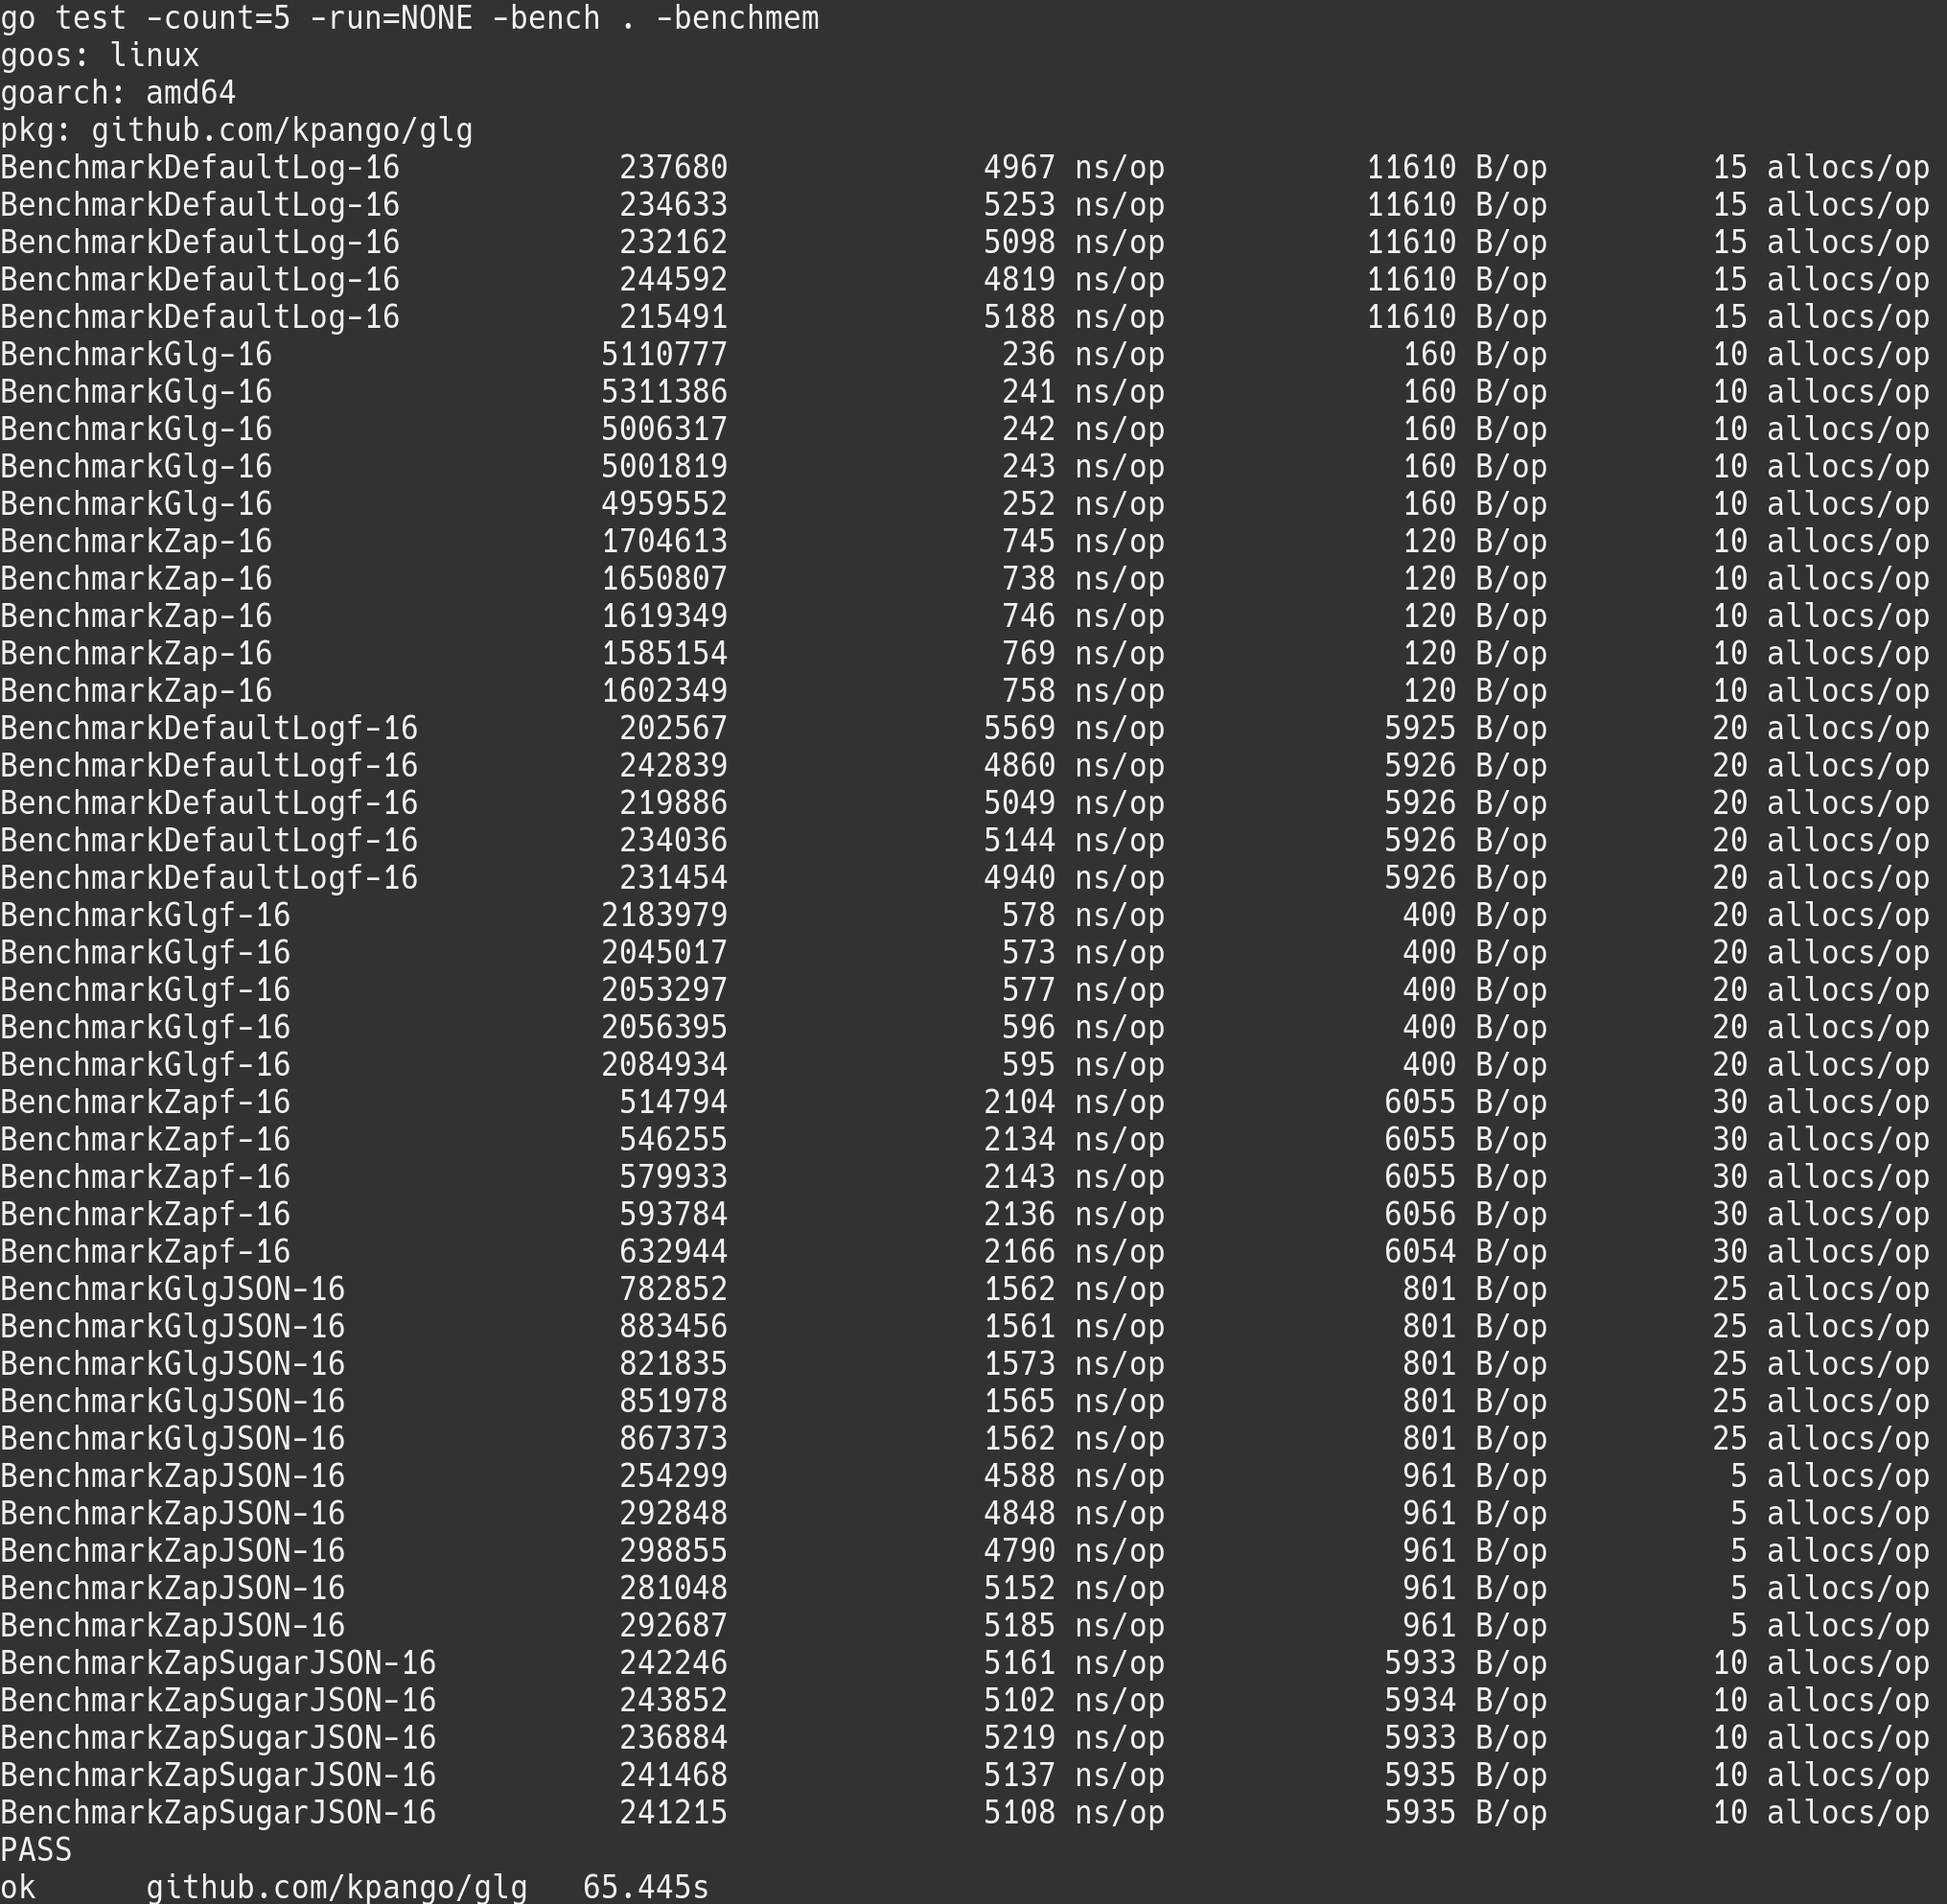 go test -count=5 -run=NONE -bench . -benchmem
goos: linux
goarch: amd64
pkg: github.com/kpango/glg
BenchmarkDefaultLog-16 237680 4967 ns/op 11610 B/op 15 allocs/op
BenchmarkDefaultLog-16 234633 5253 ns/op 11610 B/op 15 allocs/op
BenchmarkDefaultLog-16 232162 5098 ns/op 11610 B/op 15 allocs/op
BenchmarkDefaultLog-16 244592 4819 ns/op 11610 B/op 15 allocs/op
BenchmarkDefaultLog-16 215491 5188 ns/op 11610 B/op 15 allocs/op
BenchmarkGlg-16 5110777 236 ns/op 160 B/op 10 allocs/op
BenchmarkGlg-16 5311386 241 ns/op 160 B/op 10 allocs/op
BenchmarkGlg-16 5006317 242 ns/op 160 B/op 10 allocs/op
BenchmarkGlg-16 5001819 243 ns/op 160 B/op 10 allocs/op
BenchmarkGlg-16 4959552 252 ns/op 160 B/op 10 allocs/op
BenchmarkZap-16 1704613 745 ns/op 120 B/op 10 allocs/op
BenchmarkZap-16 1650807 738 ns/op 120 B/op 10 allocs/op
BenchmarkZap-16 1619349 746 ns/op 120 B/op 10 allocs/op
BenchmarkZap-16 1585154 769 ns/op 120 B/op 10 allocs/op
BenchmarkZap-16 1602349 758 ns/op 120 B/op 10 allocs/op
BenchmarkDefaultLogf-16 202567 5569 ns/op 5925 B/op 20 allocs/op
BenchmarkDefaultLogf-16 242839 4860 ns/op 5926 B/op 20 allocs/op
BenchmarkDefaultLogf-16 219886 5049 ns/op 5926 B/op 20 allocs/op
BenchmarkDefaultLogf-16 234036 5144 ns/op 5926 B/op 20 allocs/op
BenchmarkDefaultLogf-16 231454 4940 ns/op 5926 B/op 20 allocs/op
BenchmarkGlgf-16 2183979 578 ns/op 400 B/op 20 allocs/op
BenchmarkGlgf-16 2045017 573 ns/op 400 B/op 20 allocs/op
BenchmarkGlgf-16 2053297 577 ns/op 400 B/op 20 allocs/op
BenchmarkGlgf-16 2056395 596 ns/op 400 B/op 20 allocs/op
BenchmarkGlgf-16 2084934 595 ns/op 400 B/op 20 allocs/op
BenchmarkZapf-16 514794 2104 ns/op 6055 B/op 30 allocs/op
BenchmarkZapf-16 546255 2134 ns/op 6055 B/op 30 allocs/op
BenchmarkZapf-16 579933 2143 ns/op 6055 B/op 30 allocs/op
BenchmarkZapf-16 593784 2136 ns/op 6056 B/op 30 allocs/op
BenchmarkZapf-16 632944 2166 ns/op 6054 B/op 30 allocs/op
BenchmarkGlgJSON-16 782852 1562 ns/op 801 B/op 25 allocs/op
BenchmarkGlgJSON-16 883456 1561 ns/op 801 B/op 25 allocs/op
BenchmarkGlgJSON-16 821835 1573 ns/op 801 B/op 25 allocs/op
BenchmarkGlgJSON-16 851978 1565 ns/op 801 B/op 25 allocs/op
BenchmarkGlgJSON-16 867373 1562 ns/op 801 B/op 25 allocs/op
BenchmarkZapJSON-16 254299 4588 ns/op 961 B/op 5 allocs/op
BenchmarkZapJSON-16 292848 4848 ns/op 961 B/op 5 allocs/op
BenchmarkZapJSON-16 298855 4790 ns/op 961 B/op 5 allocs/op
BenchmarkZapJSON-16 281048 5152 ns/op 961 B/op 5 allocs/op
BenchmarkZapJSON-16 292687 5185 ns/op 961 B/op 5 allocs/op
BenchmarkZapSugarJSON-16 242246 5161 ns/op 5933 B/op 10 allocs/op
BenchmarkZapSugarJSON-16 243852 5102 ns/op 5934 B/op 10 allocs/op
BenchmarkZapSugarJSON-16 236884 5219 ns/op 5933 B/op 10 allocs/op
BenchmarkZapSugarJSON-16 241468 5137 ns/op 5935 B/op 10 allocs/op
BenchmarkZapSugarJSON-16 241215 5108 ns/op 5935 B/op 10 allocs/op
PASS
ok github.com/kpango/glg 65.445s